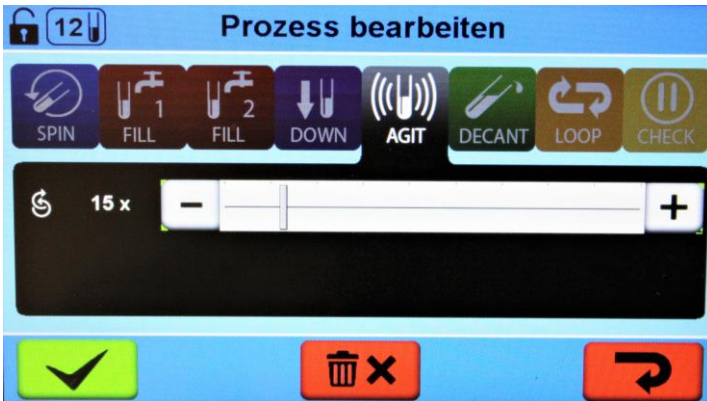 12
Prozess bearbeiten
SPIN
1
FILL
2
FILL
DOWN
AGIT
DECANT
LOOP
CHECK
15 x